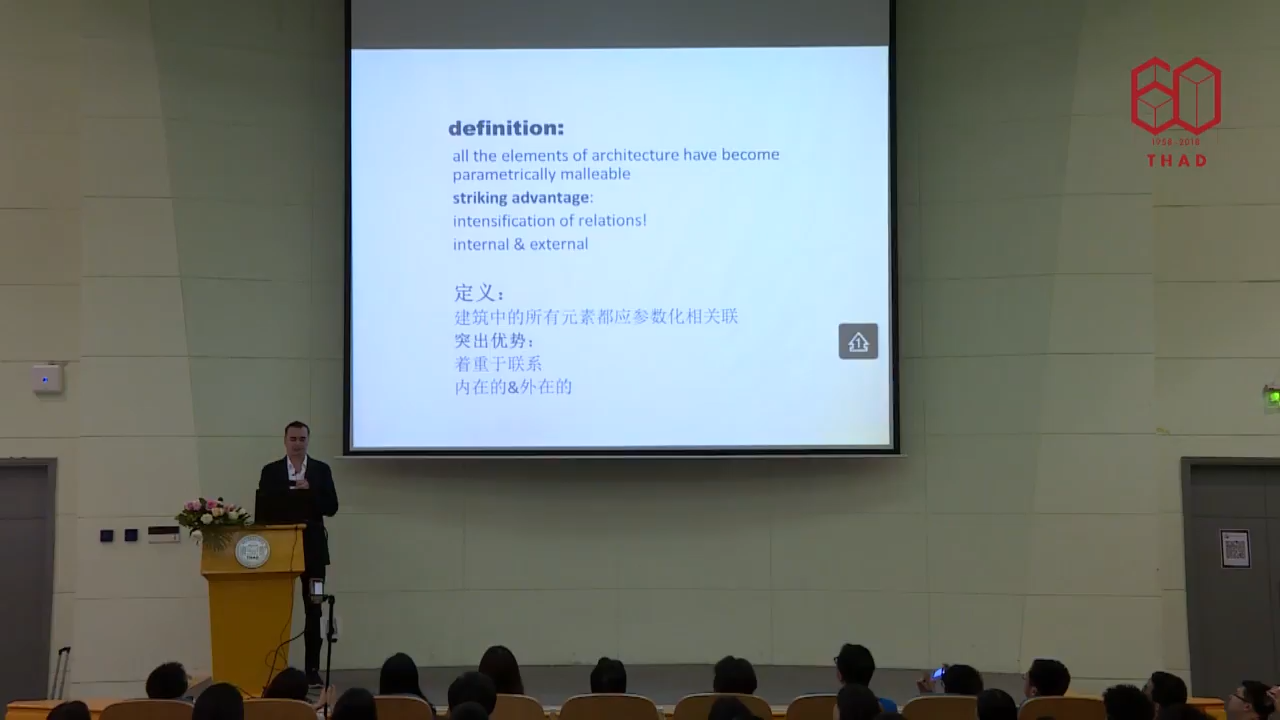 definition:
all the elements of architecture have become
parametrically malleable
striking advantage:
intensification of relations!
internal & external
定义：
建筑中的所有元素都应参数化相关联
突出优势：
着重于联系
内在的&外在的
60
1958-2018
THAD
THAD